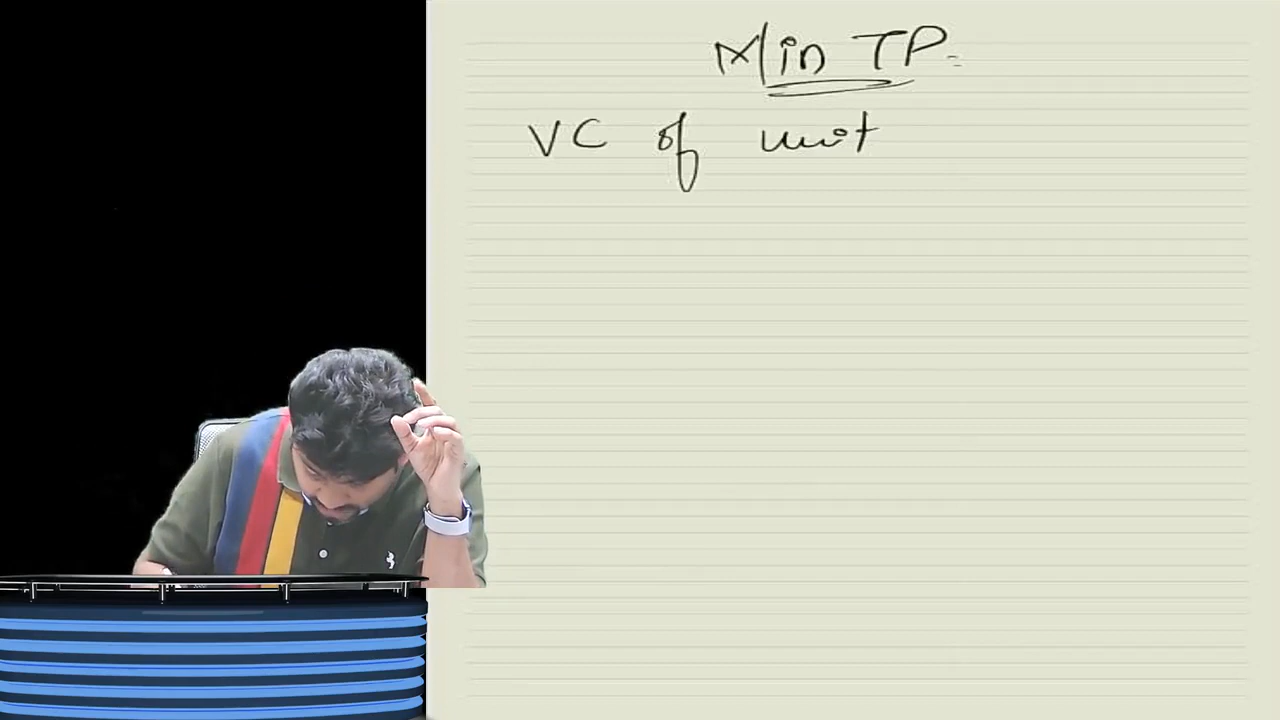 Min TP =
VC of unit